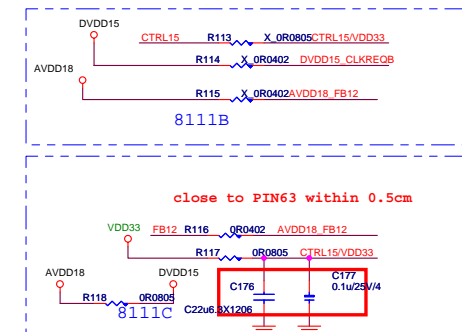 DVDD15
CTRL15 R113 X_0R0805 CTRL15/VDD33
R114 X_0R0402 DVDD15_CLKREQB
AVDD18
R115 X_0R0402 AVDD18_FB12
8111B
close to PIN63 within 0.5cm
VDD33 FB12 R116 0R0402 AVDD18_FB12
R117 0R0805 CTRL15/VDD33
AVDD18 DVDD15
C176 C177
0.1u/25V/4
R118 0R0805 C22u6.3X1206
8111C